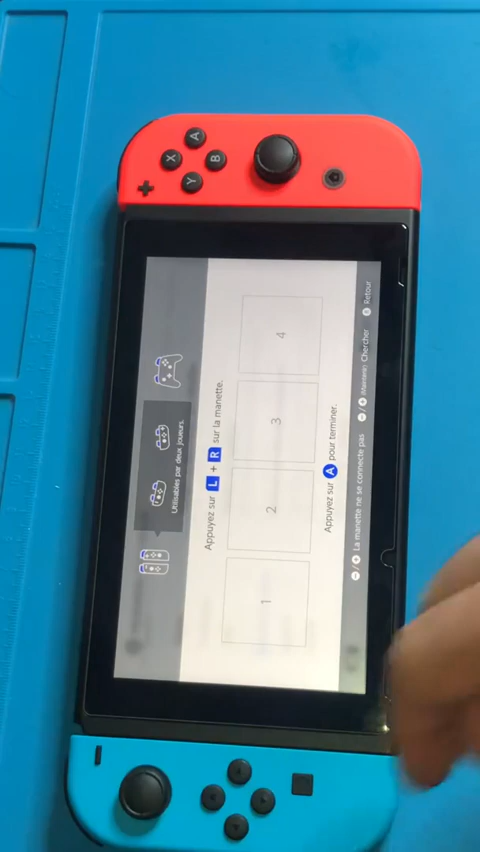 Utilisables par deux joueurs.
Appuyez sur L + R sur la manette.
1 2 3 4
Appuyez sur A pour terminer.
−/+ La manette ne se connecte pas −/+ (Maintenir) Chercher B Retour
A
X
B
Y